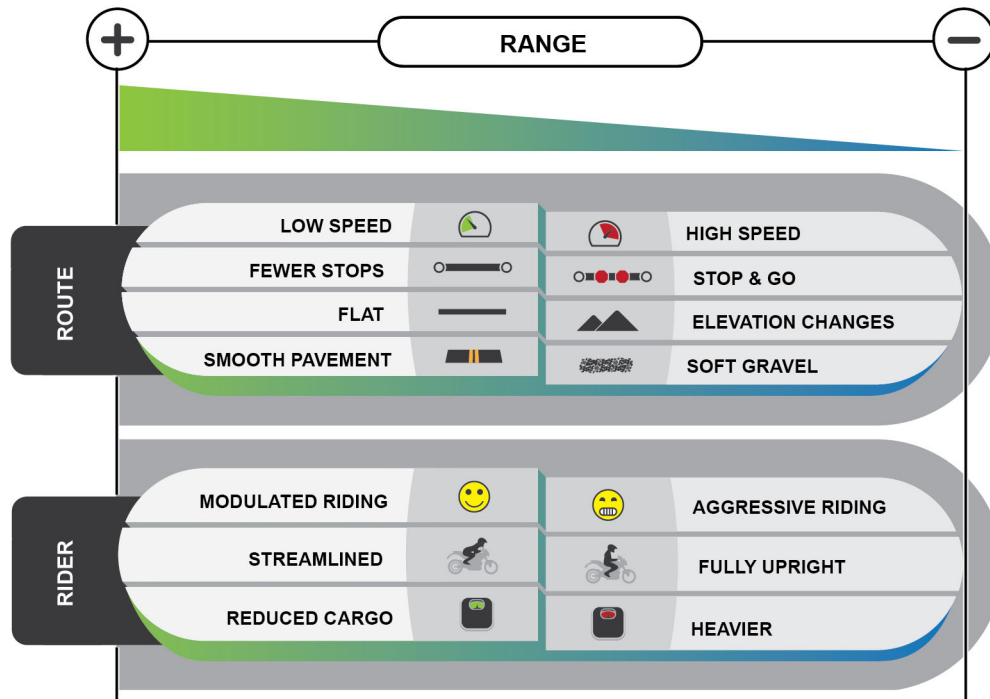 +
RANGE
−
ROUTE
LOW SPEED
HIGH SPEED
FEWER STOPS
STOP & GO
FLAT
ELEVATION CHANGES
SMOOTH PAVEMENT
SOFT GRAVEL
RIDER
MODULATED RIDING
AGGRESSIVE RIDING
STREAMLINED
FULLY UPRIGHT
REDUCED CARGO
HEAVIER